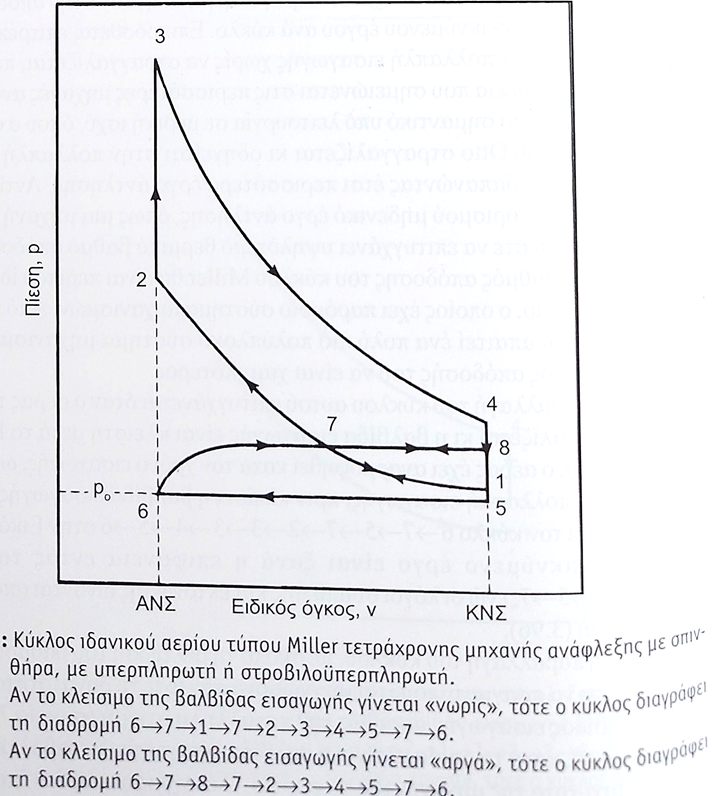 3
Πίεση, p
2
4
7
8
1
p₀
6
5
ΑΝΣ
Ειδικός όγκος, v
ΚΝΣ
: Κύκλος ιδανικού αερίου τύπου Miller τετράχρονης μηχανής ανάφλεξης με σπιν-
θήρα, με υπερπληρωτή ή στροβιλοϋπερπληρωτή.
Αν το κλείσιμο της βαλβίδας εισαγωγής γίνεται «νωρίς», τότε ο κύκλος διαγράφει
τη διαδρομή 6→7→1→7→2→3→4→5→7→6.
Αν το κλείσιμο της βαλβίδας εισαγωγής γίνεται «αργά», τότε ο κύκλος διαγράφει
τη διαδρομή 6→7→8→7→2→3→4→5→7→6.